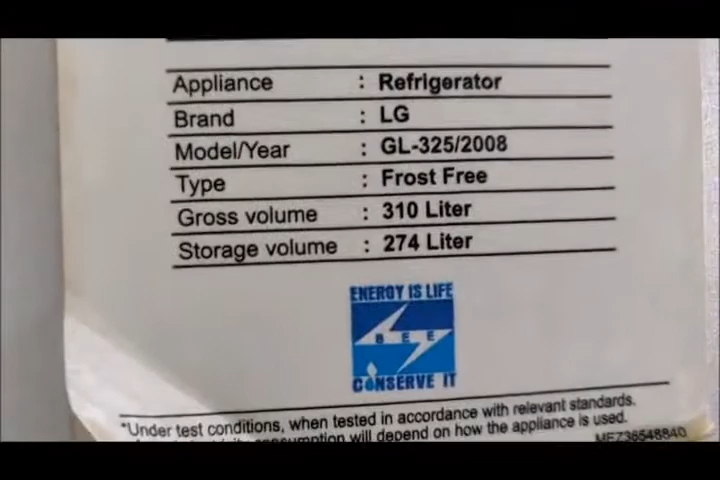 Appliance : Refrigerator
Brand : LG
Model/Year : GL-325/2008
Type : Frost Free
Gross volume : 310 Liter
Storage volume : 274 Liter
ENERGY IS LIFE
BEE
CONSERVE IT
*Under test conditions, when tested in accordance with relevant standards.
consumption will depend on how the appliance is used.
MEZ36548840